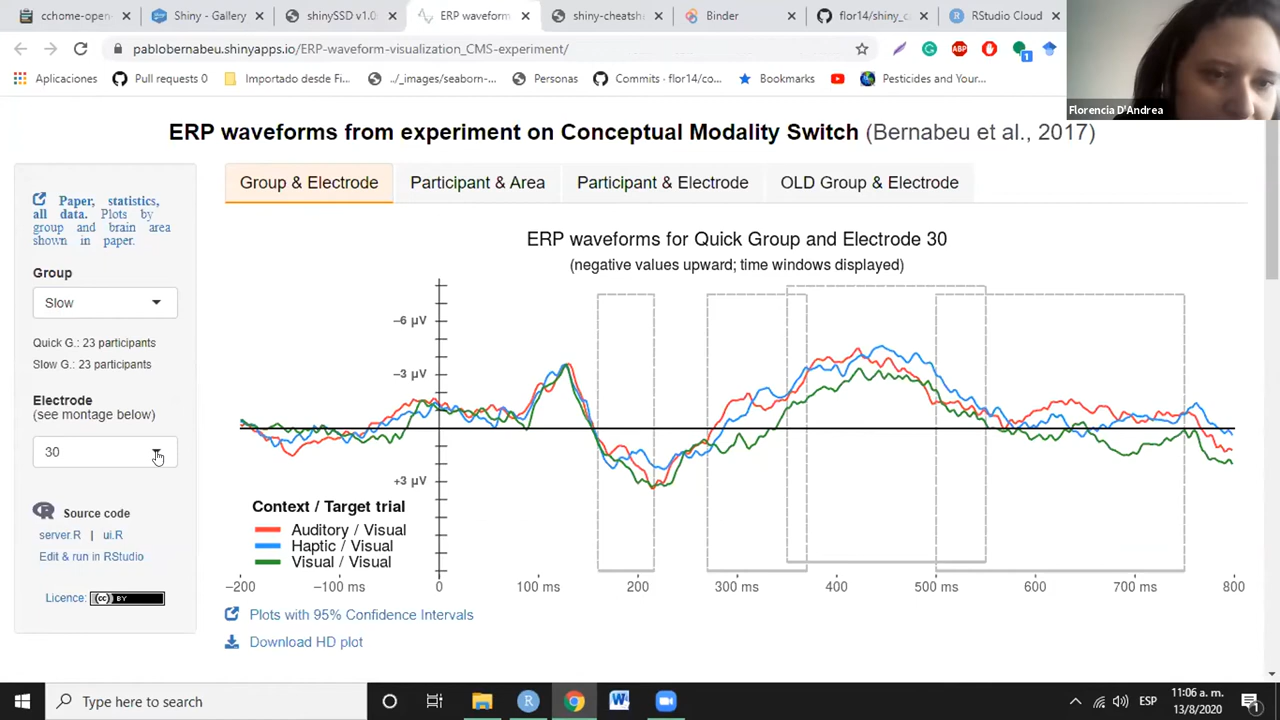 cchome-open-
Shiny - Gallery
shinySSD v1.0
ERP waveform
shiny-cheatshe
Binder
flor14/shiny_c
RStudio Cloud
pablobernabeu.shinyapps.io/ERP-waveform-visualization_CMS-experiment/
ABP
1
Aplicaciones
Pull requests 0
Importado desde Fi...
../_images/seaborn-...
Personas
Commits · flor14/co...
Bookmarks
Pesticides and Your...
Florencia D'Andrea
ERP waveforms from experiment on Conceptual Modality Switch (Bernabeu et al., 2017)
Paper, statistics,
all data. Plots by
group and brain area
shown in paper.
Group
Slow
Quick G.: 23 participants
Slow G.: 23 participants
Electrode
(see montage below)
30
Source code
server.R | ui.R
Edit & run in RStudio
Licence: (cc) BY
Group & Electrode
Participant & Area
Participant & Electrode
OLD Group & Electrode
ERP waveforms for Quick Group and Electrode 30
(negative values upward; time windows displayed)
–6 µV
–3 µV
+3 µV
Context / Target trial
Auditory / Visual
Haptic / Visual
Visual / Visual
–200
–100 ms
0
100 ms
200
300 ms
400
500 ms
600
700 ms
800
Plots with 95% Confidence Intervals
Download HD plot
Type here to search
ESP
11:06 a. m.
13/8/2020
1